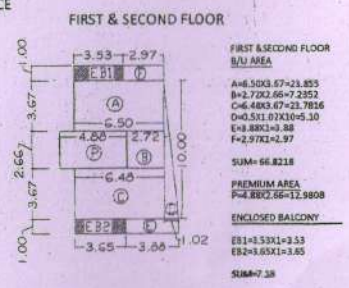 CE
FIRST & SECOND FLOOR
FIRST & SECOND FLOOR
B/U AREA
A=6.50X3.67=23.855
B=2.72X2.66=7.2352
C=6.48X3.67=23.7816
D=0.5X1.02X10=5.10
E=3.88X1=3.88
F=2.97X1=2.97
SUM= 66.8218
PREMIUM AREA
P=4.88X2.66=12.9808
ENCLOSED BALCONY
EB1=3.53X1=3.53
EB2=3.65X1=3.65
SUM=7.18
3.53
2.97
1.00
EB1
A
3.67
6.50
4.88
2.72
2.66
P
B
10.00
6.48
3.67
C
1.00
EB2
E
3.65
3.88
1.02